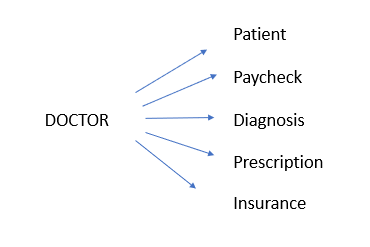 Patient
Paycheck
DOCTOR
Diagnosis
Prescription
Insurance